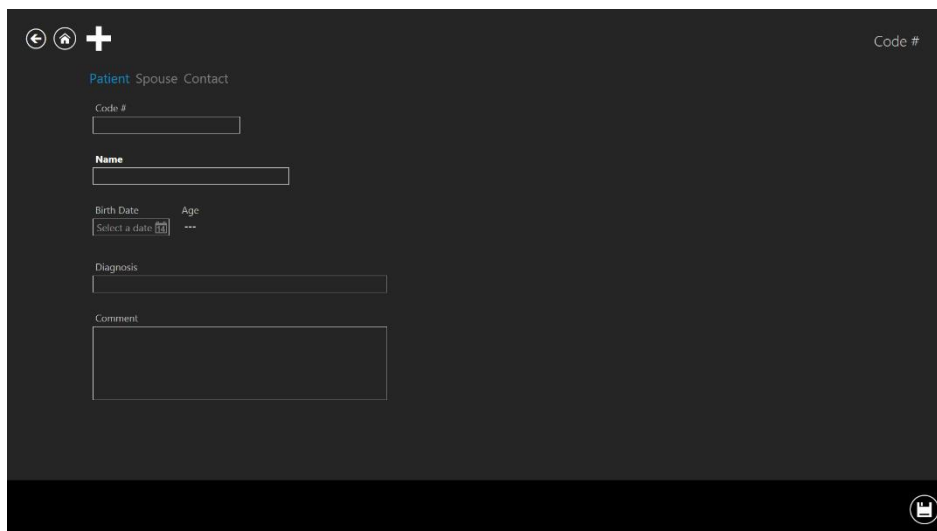 Code #
Patient Spouse Contact
Code #
Name
Birth Date Age
Select a date 14 ---
Diagnosis
Comment